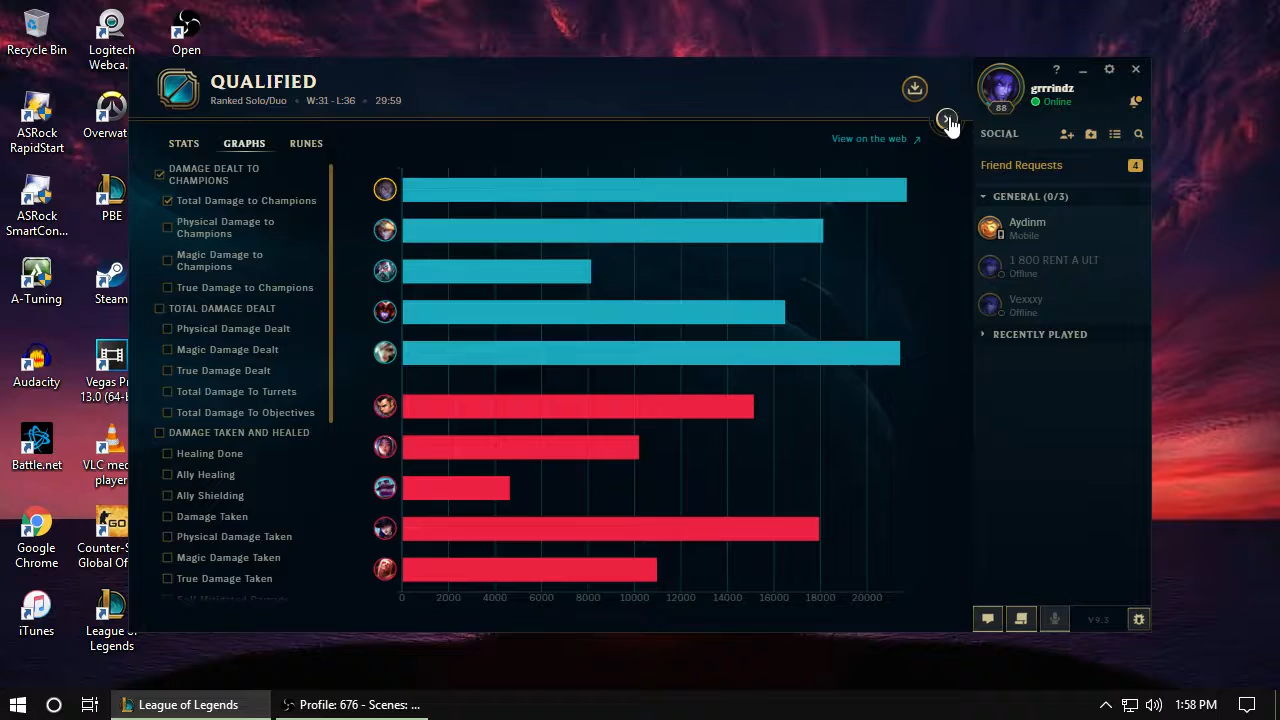 Recycle Bin
Logitech
Webca..
Open
ASRock
RapidStart
Overwat
ASRock
SmartCon...
PBE
A-Tuning
Steam
Audacity
Vegas Pr
13.0 (64-b
Battle.net
VLC med
player
Google
Chrome
Counter-S
Global Of
iTunes
League o
Legends
QUALIFIED
Ranked Solo/Duo • W:31 - L:36 • 29:59
STATS GRAPHS RUNES
View on the web
DAMAGE DEALT TO
CHAMPIONS
Total Damage to Champions
Physical Damage to
Champions
Magic Damage to
Champions
True Damage to Champions
TOTAL DAMAGE DEALT
Physical Damage Dealt
Magic Damage Dealt
True Damage Dealt
Total Damage To Turrets
Total Damage To Objectives
DAMAGE TAKEN AND HEALED
Healing Done
Ally Healing
Ally Shielding
Damage Taken
Physical Damage Taken
Magic Damage Taken
True Damage Taken
0 2000 4000 6000 8000 10000 12000 14000 16000 18000 20000
?
88
grrrindz
Online
SOCIAL
Friend Requests 4
GENERAL (0/3)
Aydinm
Mobile
1 800 RENT A ULT
Offline
Vexxxy
Offline
RECENTLY PLAYED
V9.3
League of Legends
Profile: 676 - Scenes: ...
1:58 PM